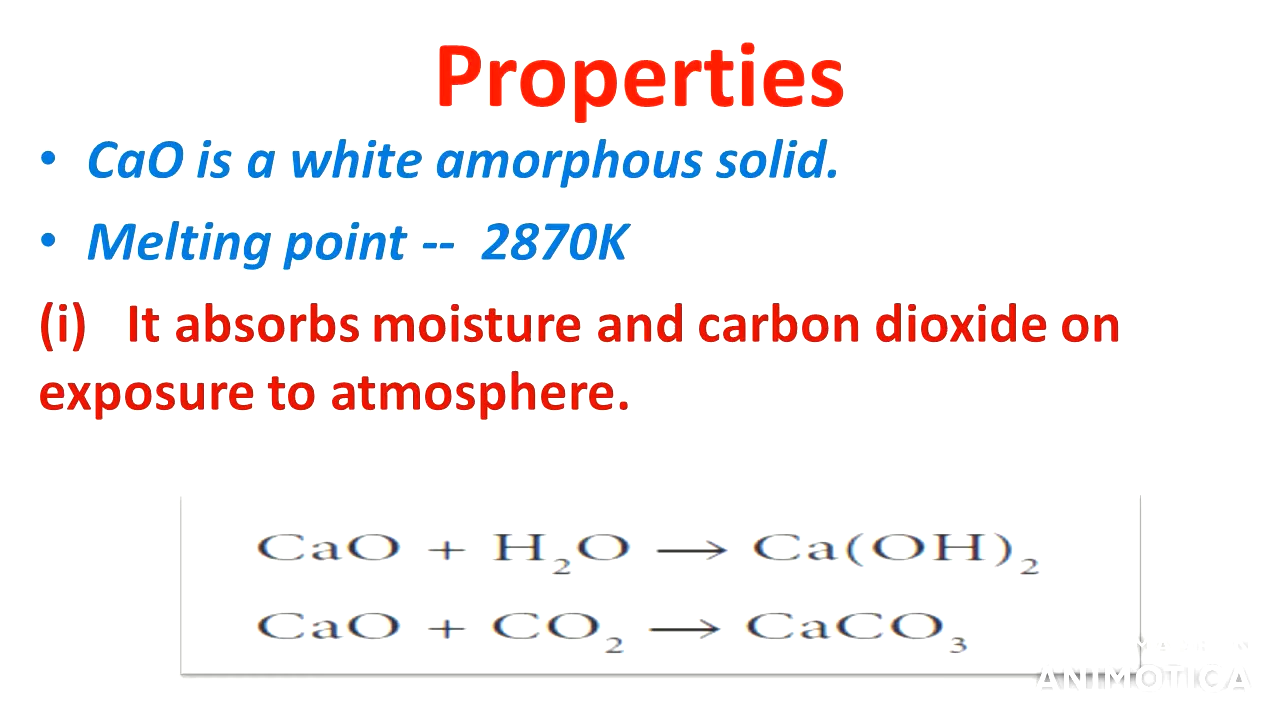 Properties
• CaO is a white amorphous solid.
• Melting point -- 2870K
(i) It absorbs moisture and carbon dioxide on
exposure to atmosphere.
CaO + H₂O → Ca(OH)₂
CaO + CO₂ → CaCO₃
ANIMOTICA